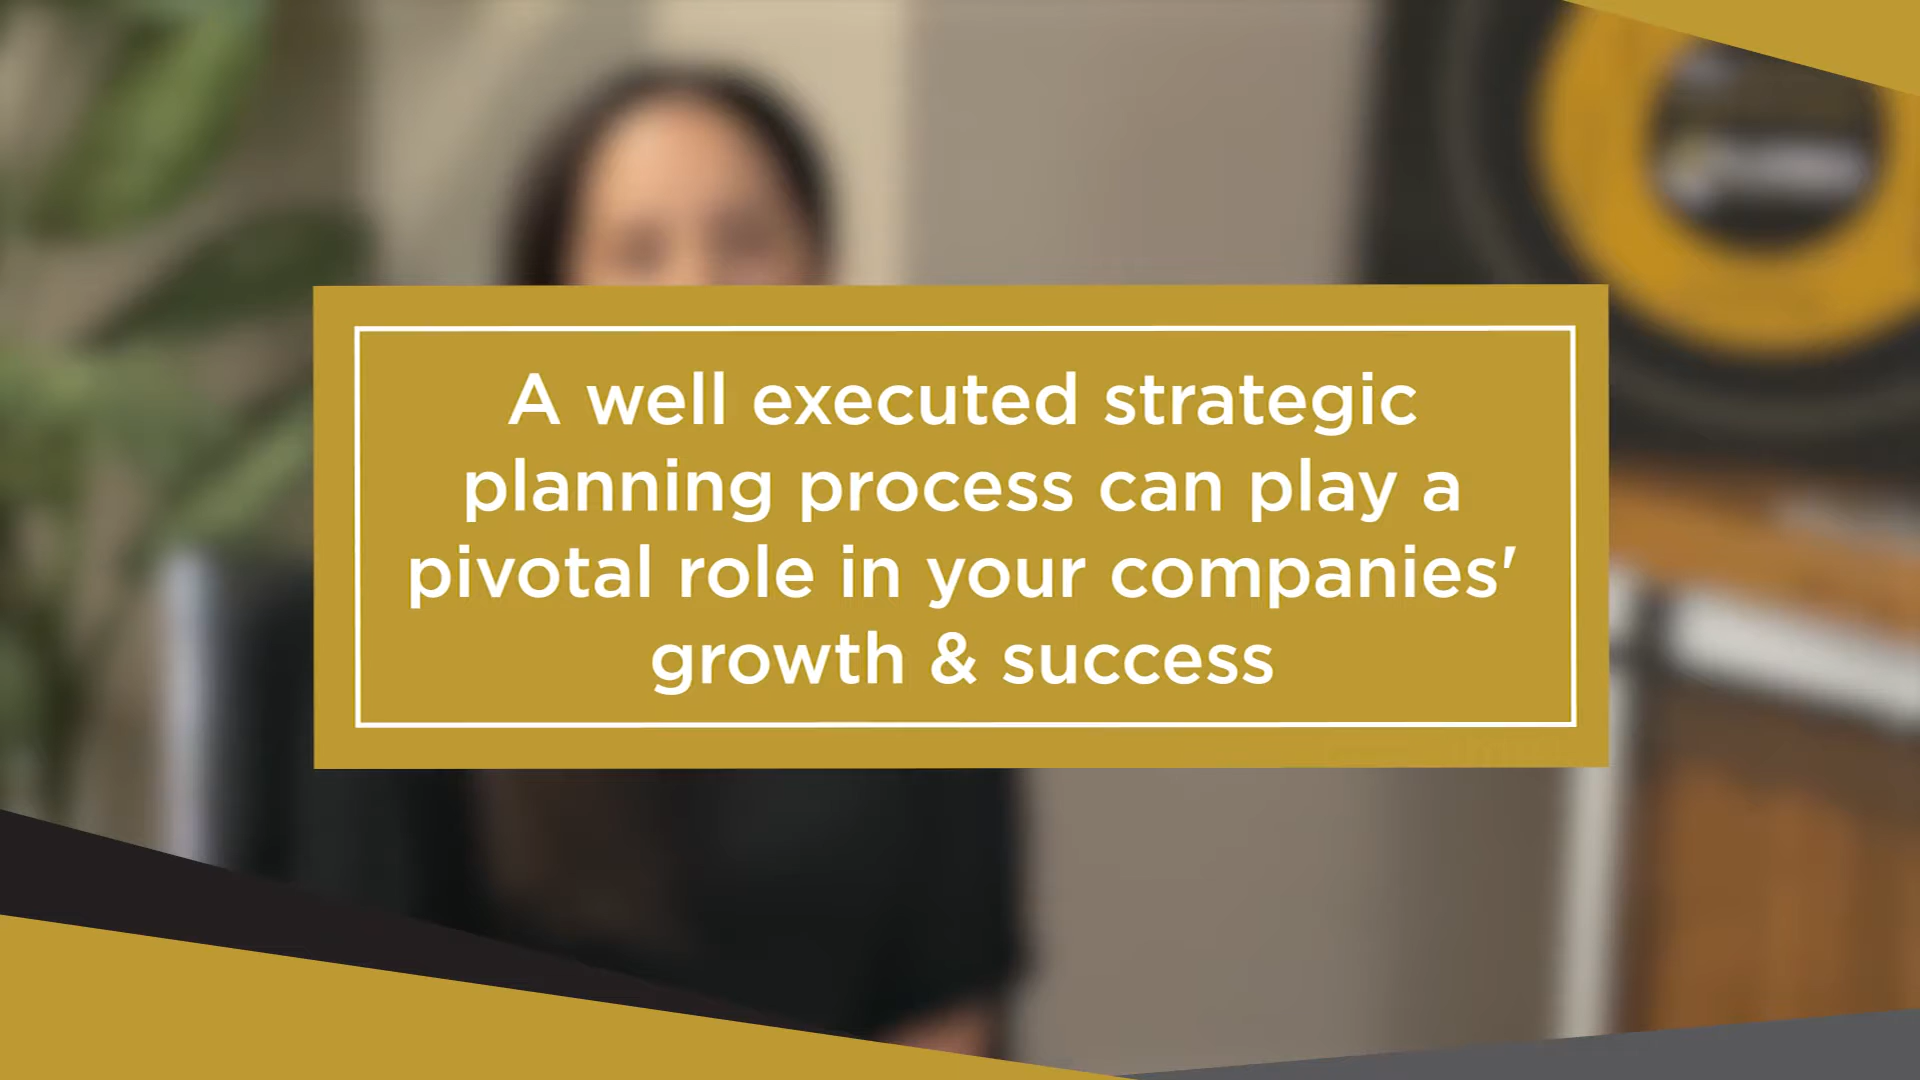 A well executed strategic
planning process can play a
pivotal role in your companies'
growth & success